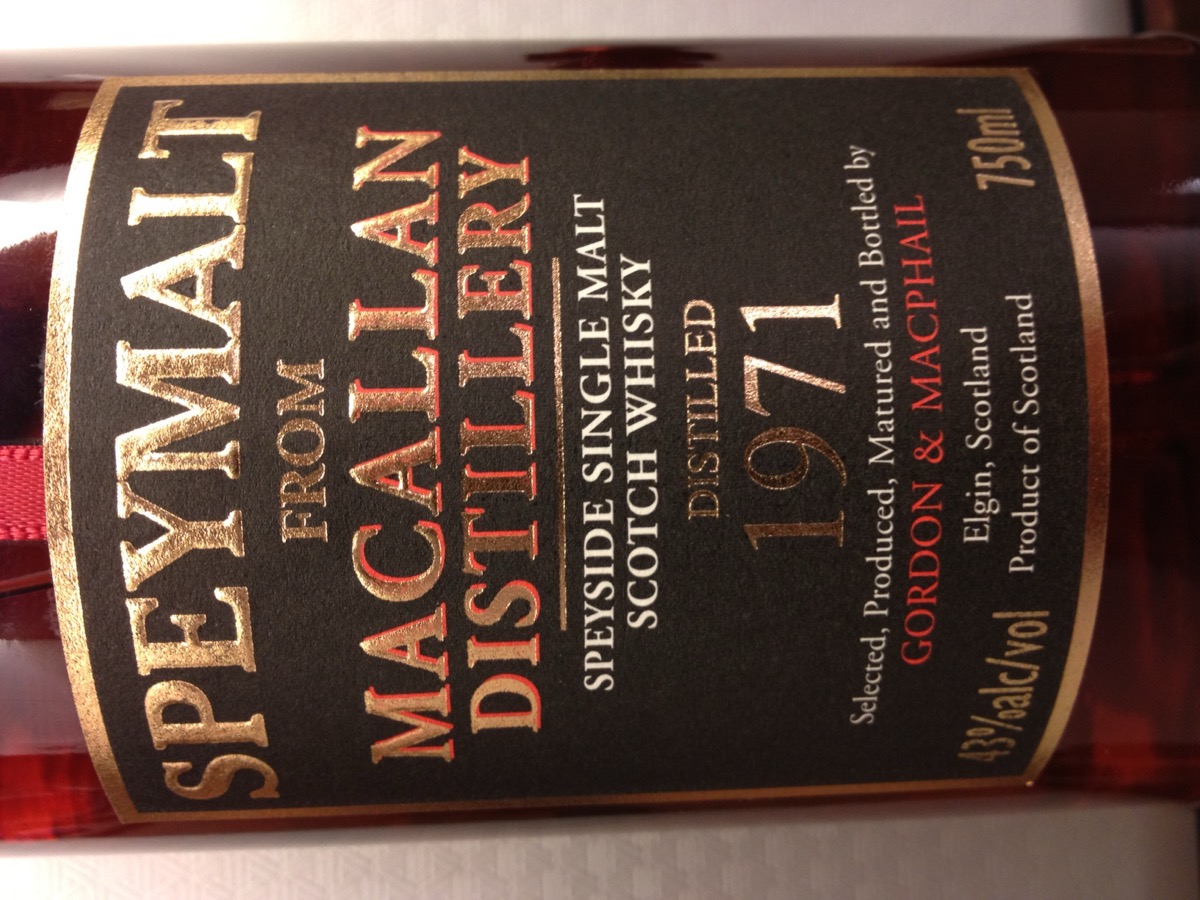 SPEYMALT
FROM
MACALLAN
DISTILLERY
SPEYSIDE SINGLE MALT
SCOTCH WHISKY
DISTILLED
1971
Selected, Produced, Matured and Bottled by
GORDON & MACPHAIL
Elgin, Scotland
43%alc/vol Product of Scotland 750ml